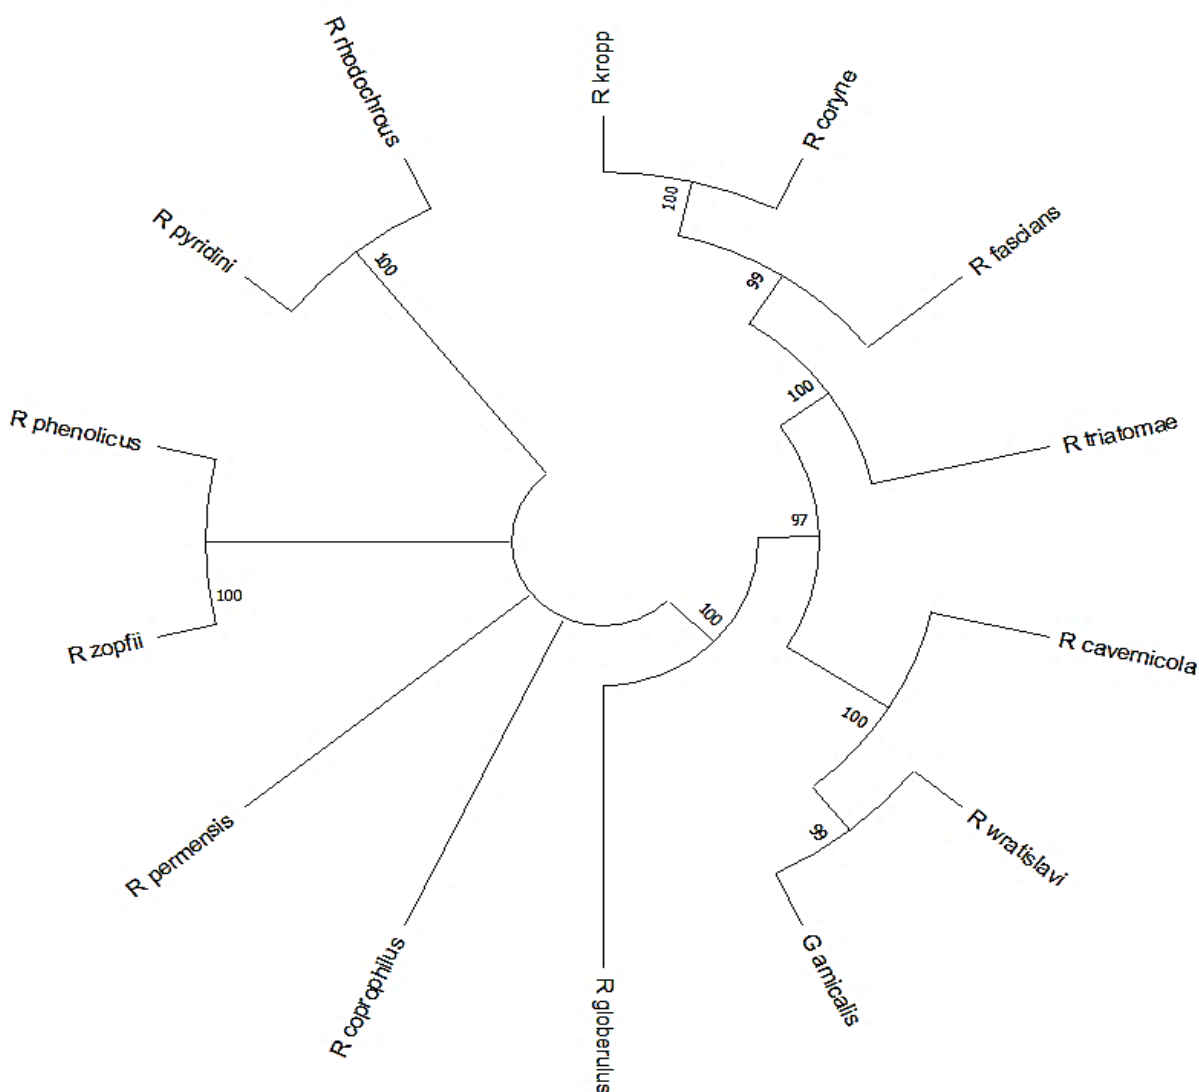 R kropp
R coryne
R fascians
R triatomae
R cavernicola
R wratislavi
G amicalis
R globerulus
R coprophilus
R permensis
R zopfii
R phenolicus
R pyridini
R rhodochrous
100
99
100
97
100
99
100
100
100